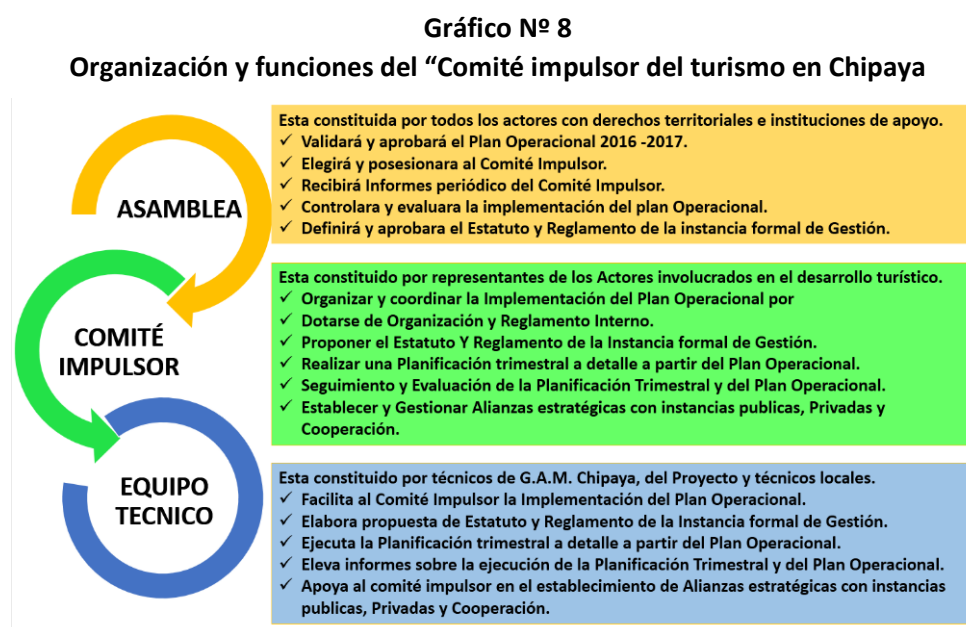 Gráfico Nº 8
Organización y funciones del “Comité impulsor del turismo en Chipaya
ASAMBLEA
Esta constituida por todos los actores con derechos territoriales e instituciones de apoyo.
✓ Validará y aprobará el Plan Operacional 2016 -2017.
✓ Elegirá y posesionara al Comité Impulsor.
✓ Recibirá Informes periódico del Comité Impulsor.
✓ Controlara y evaluara la implementación del plan Operacional.
✓ Definirá y aprobara el Estatuto y Reglamento de la instancia formal de Gestión.
COMITÉ
IMPULSOR
Esta constituido por representantes de los Actores involucrados en el desarrollo turístico.
✓ Organizar y coordinar la Implementación del Plan Operacional por
✓ Dotarse de Organización y Reglamento Interno.
✓ Proponer el Estatuto Y Reglamento de la Instancia formal de Gestión.
✓ Realizar una Planificación trimestral a detalle a partir del Plan Operacional.
✓ Seguimiento y Evaluación de la Planificación Trimestral y del Plan Operacional.
✓ Establecer y Gestionar Alianzas estratégicas con instancias publicas, Privadas y
Cooperación.
EQUIPO
TECNICO
Esta constituido por técnicos de G.A.M. Chipaya, del Proyecto y técnicos locales.
✓ Facilita al Comité Impulsor la Implementación del Plan Operacional.
✓ Elabora propuesta de Estatuto y Reglamento de la Instancia formal de Gestión.
✓ Ejecuta la Planificación trimestral a detalle a partir del Plan Operacional.
✓ Eleva informes sobre la ejecución de la Planificación Trimestral y del Plan Operacional.
✓ Apoya al comité impulsor en el establecimiento de Alianzas estratégicas con instancias
publicas, Privadas y Cooperación.